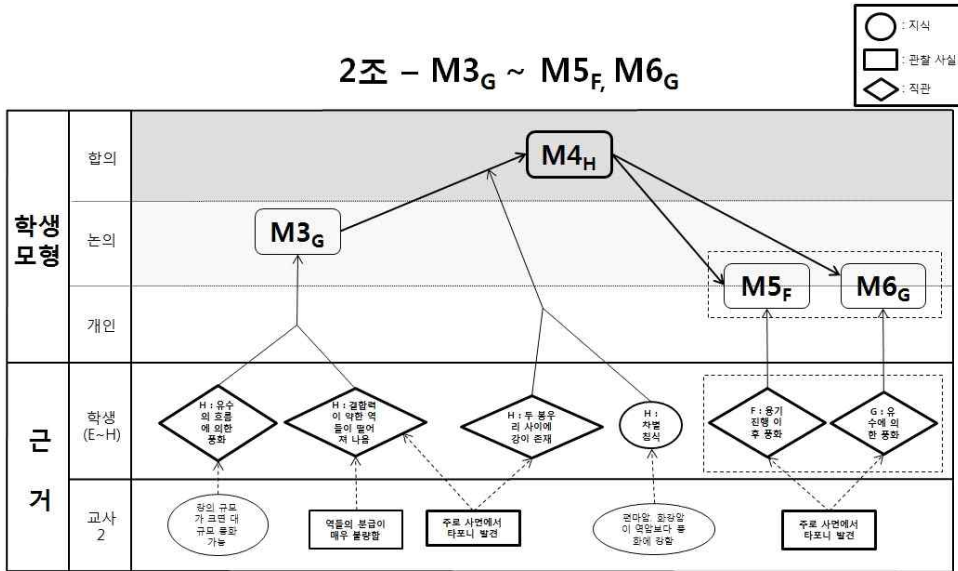 : 지식
: 관찰 사실
: 직관
2조 – M3G ~ M5F, M6G
학생
모형
합의
논의
개인
M4H
M3G
M5F
M6G
근
거
학생
(E~H)
H : 유수
의 흐름
에 의한
풍화
H : 결합력
이 약한 역
들이 떨어
져 나옴
H : 두 봉우
리 사이에
강이 존재
H :
차별
침식
F : 융기
진행 이
후 풍화
G : 유
수에 의
한 풍화
교사
2
강의 규모
가 크면 대
규모 풍화
가능
역들의 분급이
매우 불량함
주로 사면에서
타포니 발견
편마암, 화강암
이 역암보다 풍
화에 강함
주로 사면에서
타포니 발견